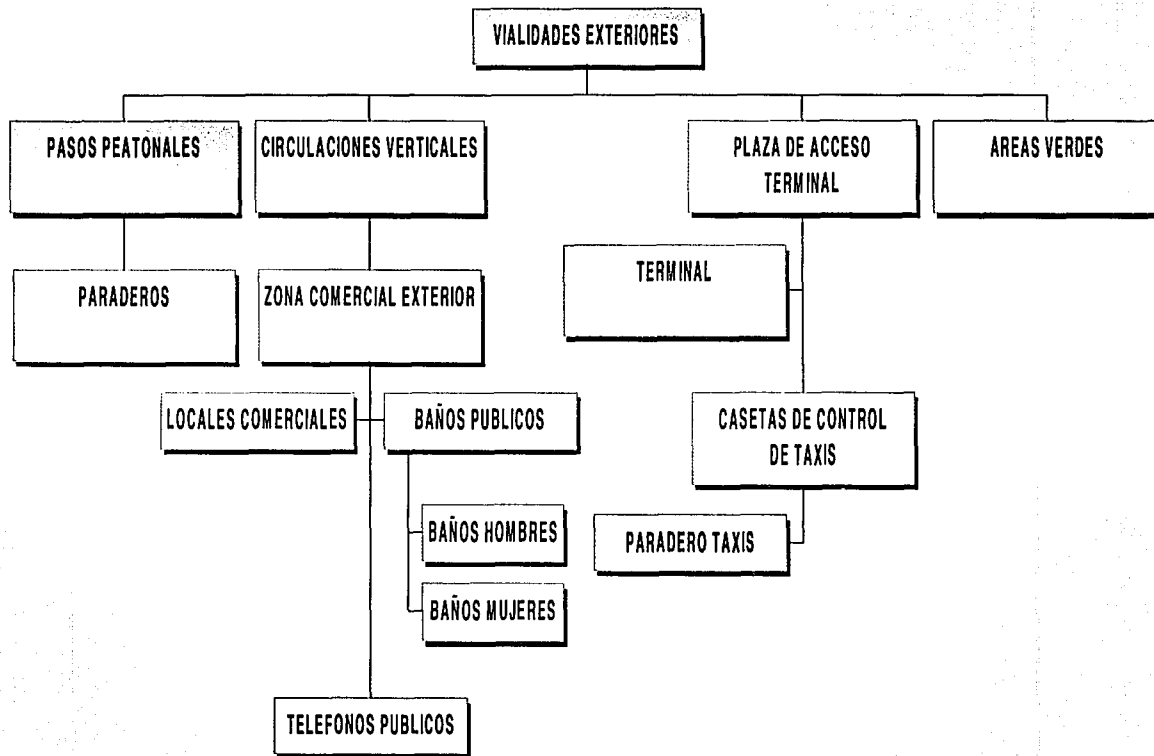 VIALIDADES EXTERIORES
PASOS PEATONALES
CIRCULACIONES VERTICALES
PLAZA DE ACCESO
TERMINAL
AREAS VERDES
PARADEROS
ZONA COMERCIAL EXTERIOR
TERMINAL
LOCALES COMERCIALES
BAÑOS PUBLICOS
CASETAS DE CONTROL
DE TAXIS
BAÑOS HOMBRES
PARADERO TAXIS
BAÑOS MUJERES
TELEFONOS PUBLICOS